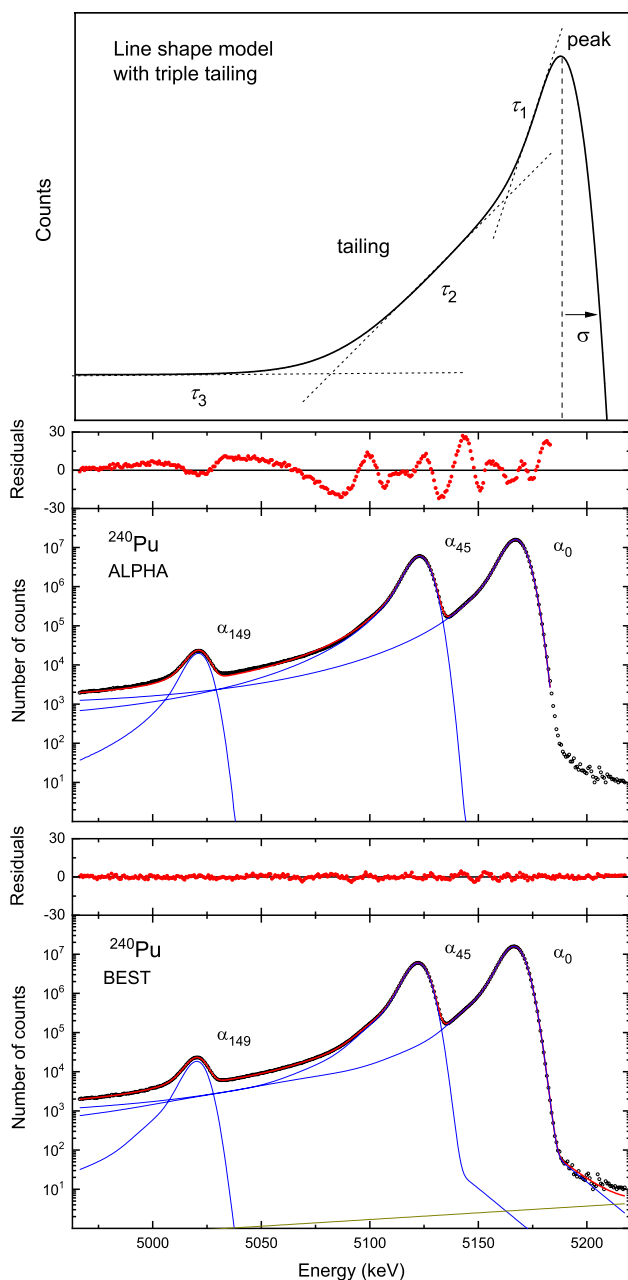 Line shape model
with triple tailing
peak
τ1
tailing
τ2
σ
τ3
Counts
30
0
-30
Residuals
240Pu
ALPHA
α149
α45
α0
10^7
10^6
10^5
10^4
10^3
10^2
10^1
Number of counts
30
0
-30
Residuals
240Pu
BEST
α149
α45
α0
10^7
10^6
10^5
10^4
10^3
10^2
10^1
10^0
Number of counts
5000 5050 5100 5150 5200
Energy (keV)